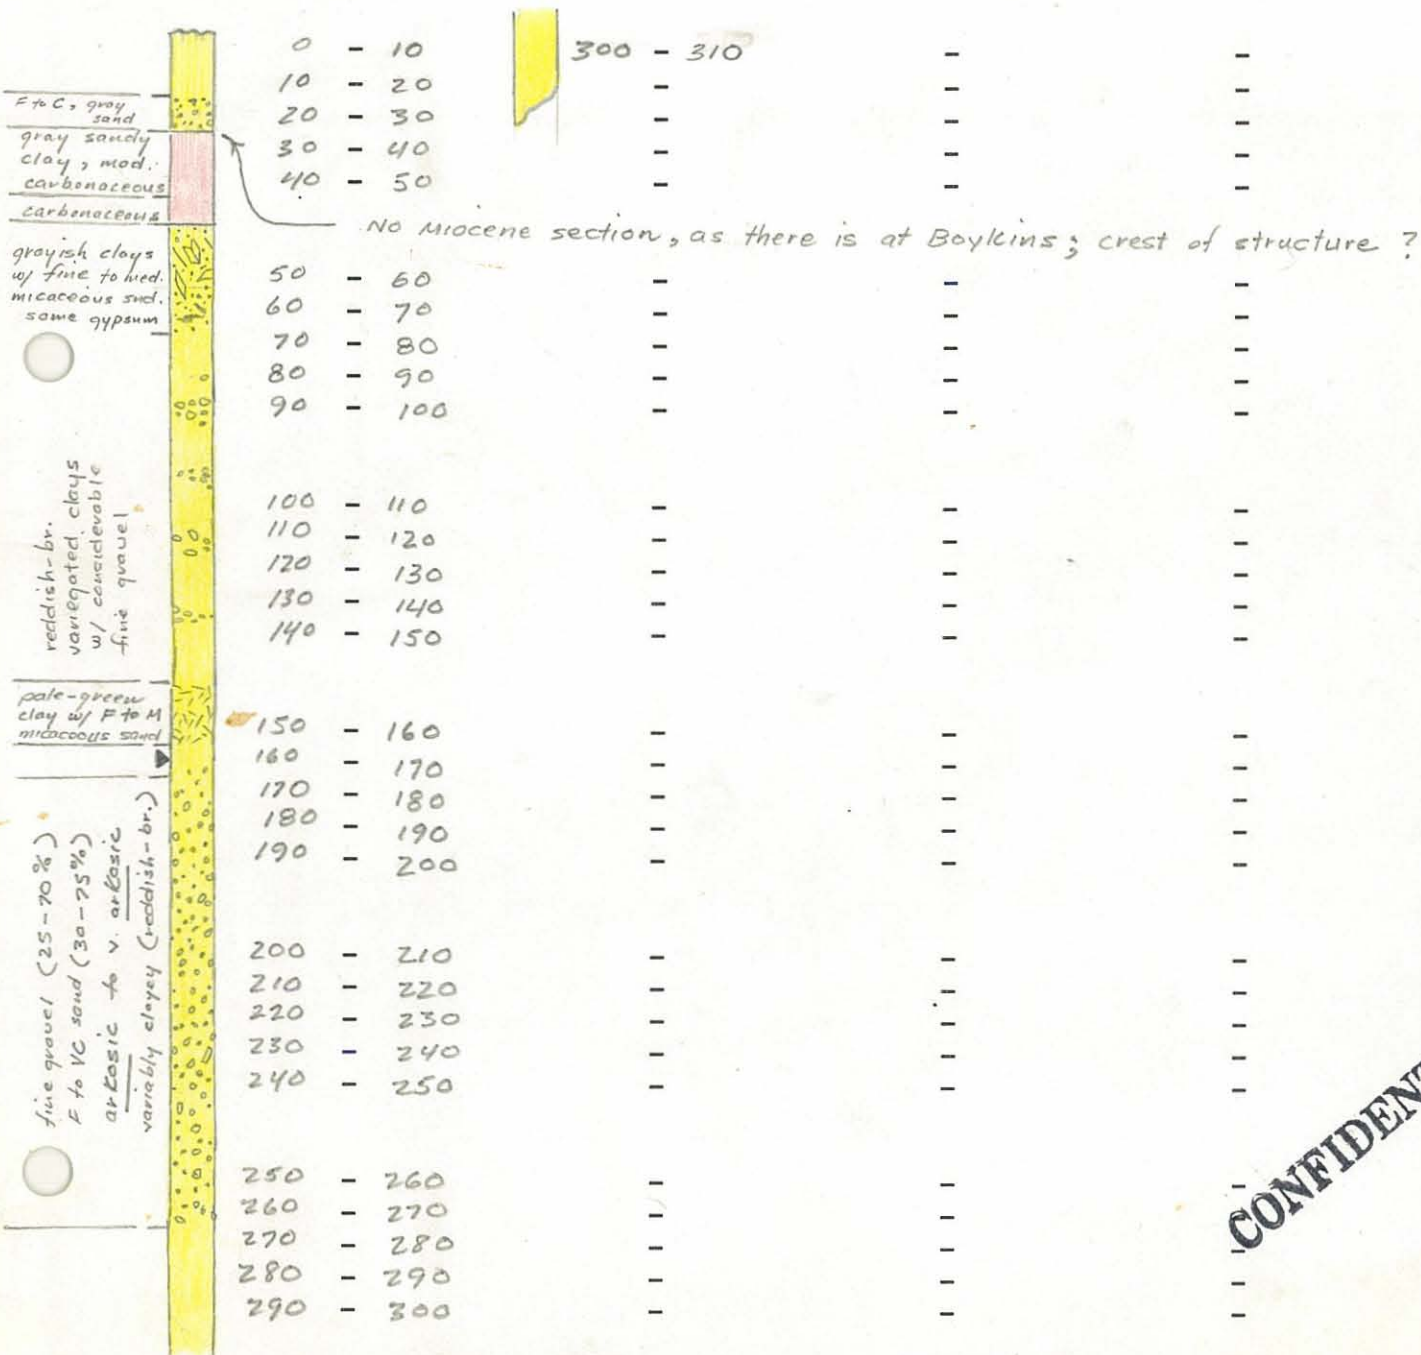 0 - 10
300 - 310
10 - 20
F to C, gray
sand
20 - 30
gray sandy
clay, mod.
carbonaceous
30 - 40
40 - 50
carbonaceous
No Miocene section, as there is at Boykins; crest of structure ?
grayish clays
w/ fine to med.
micaceous snd.
some gypsum
50 - 60
60 - 70
70 - 80
80 - 90
90 - 100
reddish-br.
variegated clays
w/ considerable
fine gravel
100 - 110
110 - 120
120 - 130
130 - 140
140 - 150
pale-green
clay w/ F to M
micaceous sand
150 - 160
160 - 170
170 - 180
180 - 190
190 - 200
fine gravel (25-70%)
F to VC sand (30-75%)
arkosic to v. arkosic
variably clayey (reddish-br.)
200 - 210
210 - 220
220 - 230
230 - 240
240 - 250
250 - 260
260 - 270
270 - 280
280 - 290
290 - 300
CONFIDENT